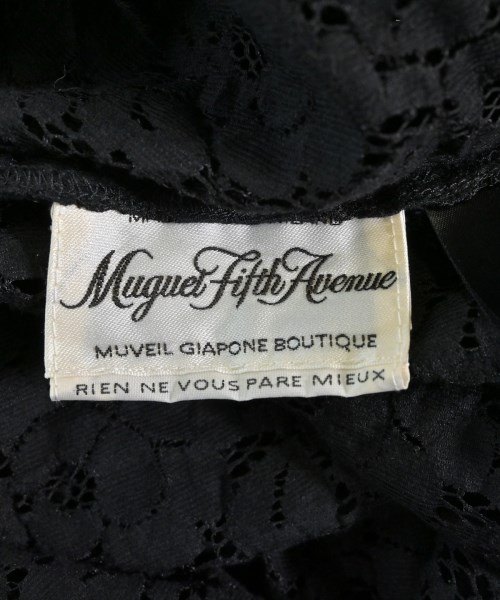 Muguet Fifth Avenue
MUVEIL GIAPONE BOUTIQUE
RIEN NE VOUS PARE MIEUX